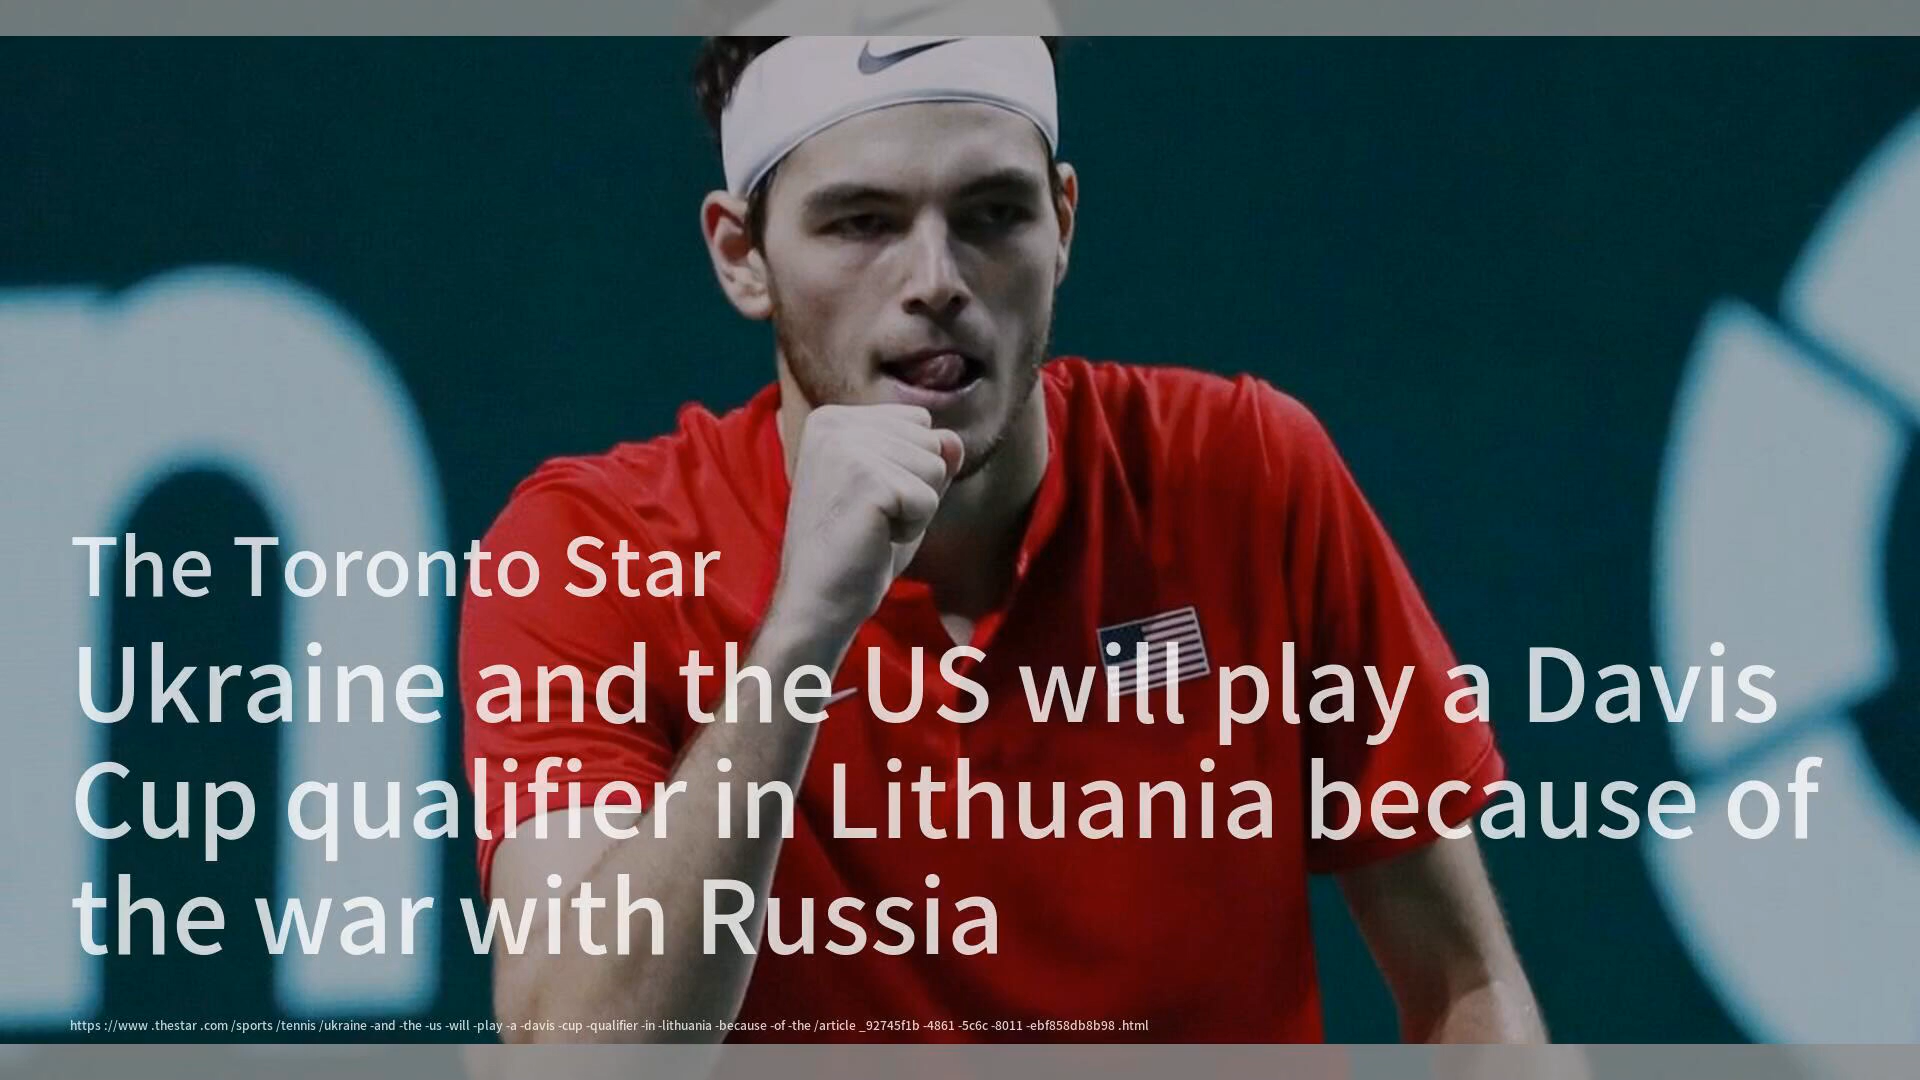 The Toronto Star
Ukraine and the US will play a Davis
Cup qualifier in Lithuania because of
the war with Russia
https ://www .thestar .com /sports /tennis /ukraine -and -the -us -will -play -a -davis -cup -qualifier -in -lithuania -because -of -the /article _92745f1b -4861 -5c6c -8011 -ebf858db8b98 .html